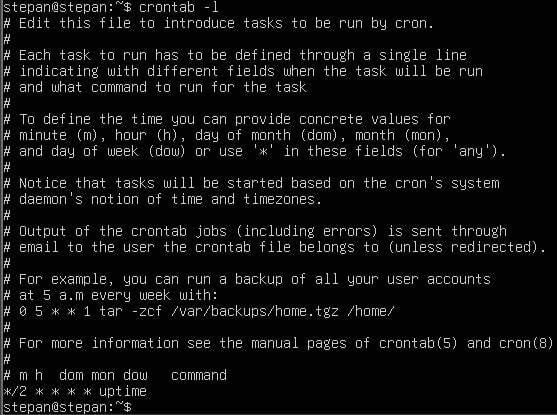 stepan@stepan:~$ crontab -l
# Edit this file to introduce tasks to be run by cron.
#
# Each task to run has to be defined through a single line
# indicating with different fields when the task will be run
# and what command to run for the task
#
# To define the time you can provide concrete values for
# minute (m), hour (h), day of month (dom), month (mon),
# and day of week (dow) or use '*' in these fields (for 'any').
#
# Notice that tasks will be started based on the cron's system
# daemon's notion of time and timezones.
#
# Output of the crontab jobs (including errors) is sent through
# email to the user the crontab file belongs to (unless redirected).
#
# For example, you can run a backup of all your user accounts
# at 5 a.m every week with:
# 0 5 * * 1 tar -zcf /var/backups/home.tgz /home/
#
# For more information see the manual pages of crontab(5) and cron(8)
#
# m h  dom mon dow   command
*/2 * * * * uptime
stepan@stepan:~$